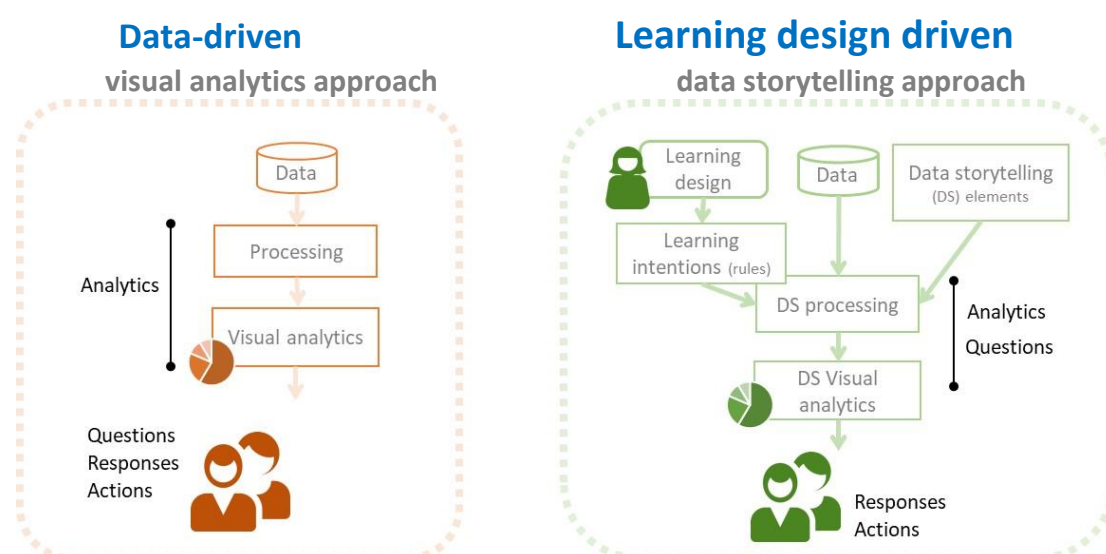 Data-driven
visual analytics approach
Data
Processing
Analytics
Visual analytics
Questions
Responses
Actions
Learning design driven
data storytelling approach
Learning
design
Data
Data storytelling
(DS) elements
Learning
intentions (rules)
DS processing
Analytics
Questions
DS Visual
analytics
Responses
Actions